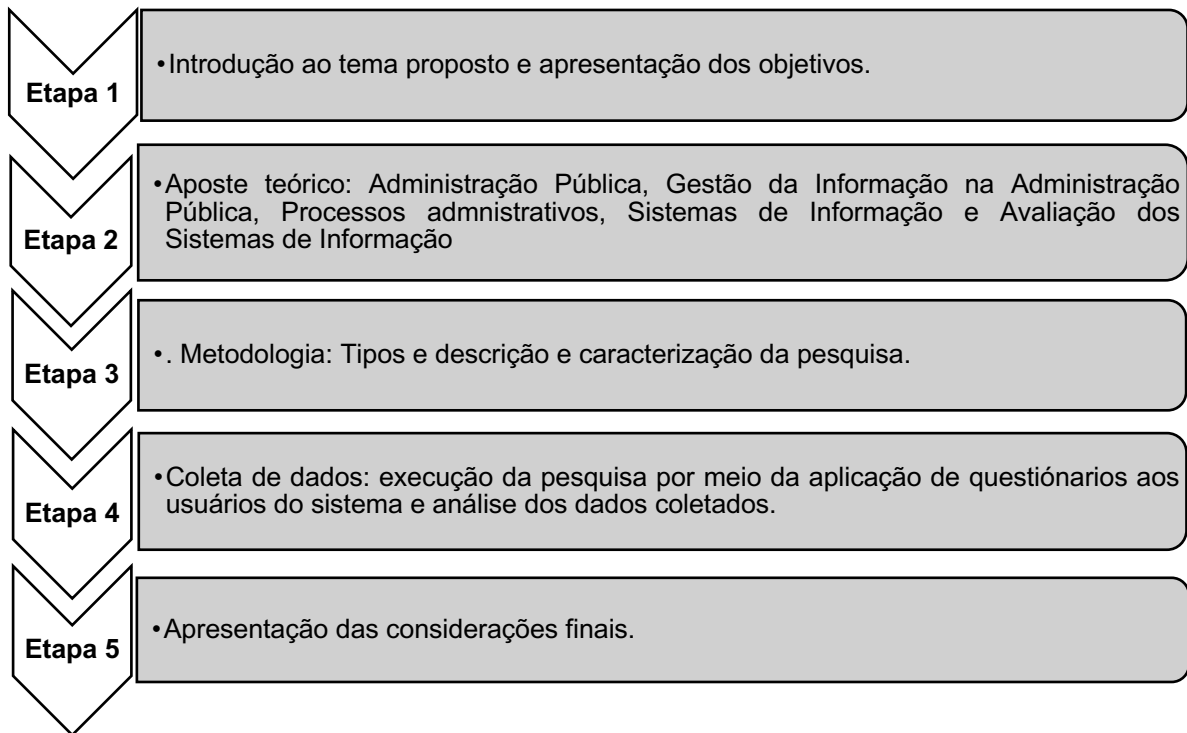 Etapa 1
•Introdução ao tema proposto e apresentação dos objetivos.
Etapa 2
•Aposte teórico: Administração Pública, Gestão da Informação na Administração
Pública, Processos admnistrativos, Sistemas de Informação e Avaliação dos
Sistemas de Informação
Etapa 3
•. Metodologia: Tipos e descrição e caracterização da pesquisa.
Etapa 4
•Coleta de dados: execução da pesquisa por meio da aplicação de questiónarios aos
usuários do sistema e análise dos dados coletados.
Etapa 5
•Apresentação das considerações finais.